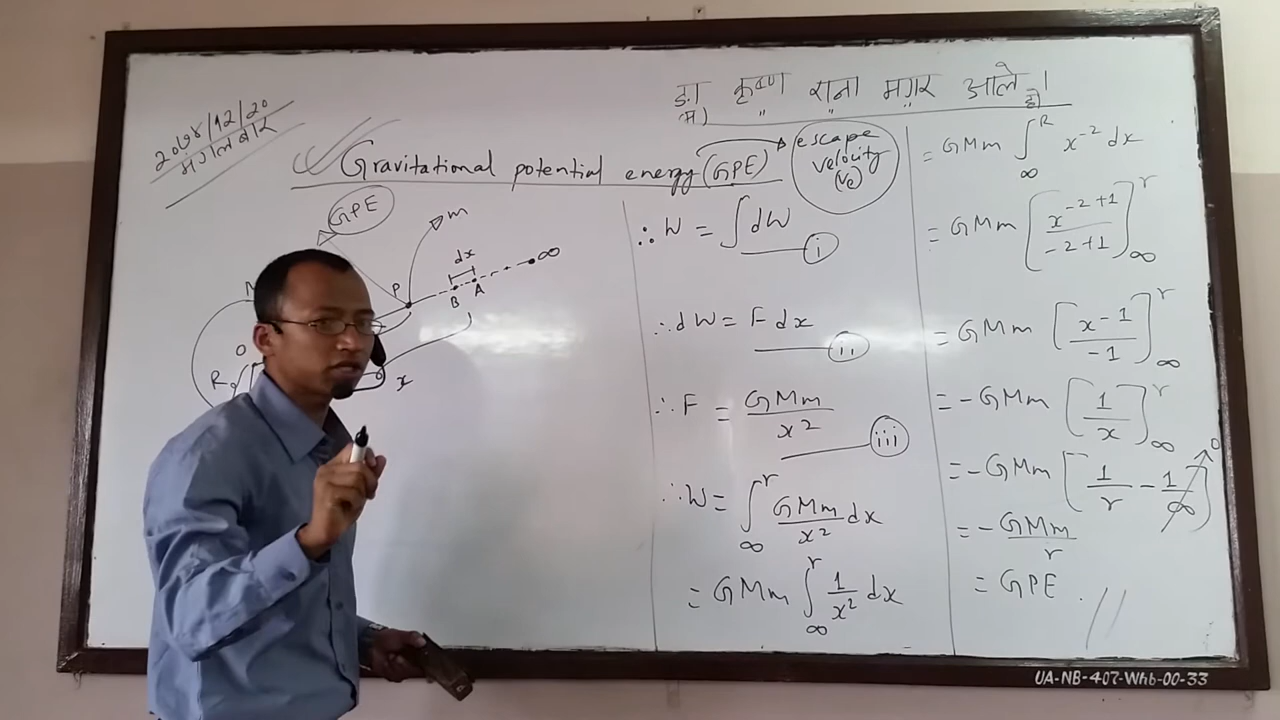 डा कृष्ण राना मगर आले हो ।
(म) " "
२०७४/१२/२०
मंगलबार
Gravitational potential energy (GPE)
escape
velocity
(Ve)
GPE
m
dx
∞
P
B A
M
O
R
x
∴ W = ∫ dW (i)
∴ dW = F dx (ii)
∴ F = GMm/x² (iii)
∴ W = ∫_∞^r GMm/x² dx
= GMm ∫_∞^r 1/x² dx
= GMm ∫_∞^R x⁻² dx
= GMm [x^(-2+1)/(-2+1)]_∞^r
= GMm [x-1/-1]_∞^r
= -GMm [1/x]_∞^r
= -GMm [1/r - 1/∞] 0
= -GMm/r
= GPE . //
UA-NB-407-Whb-00-33